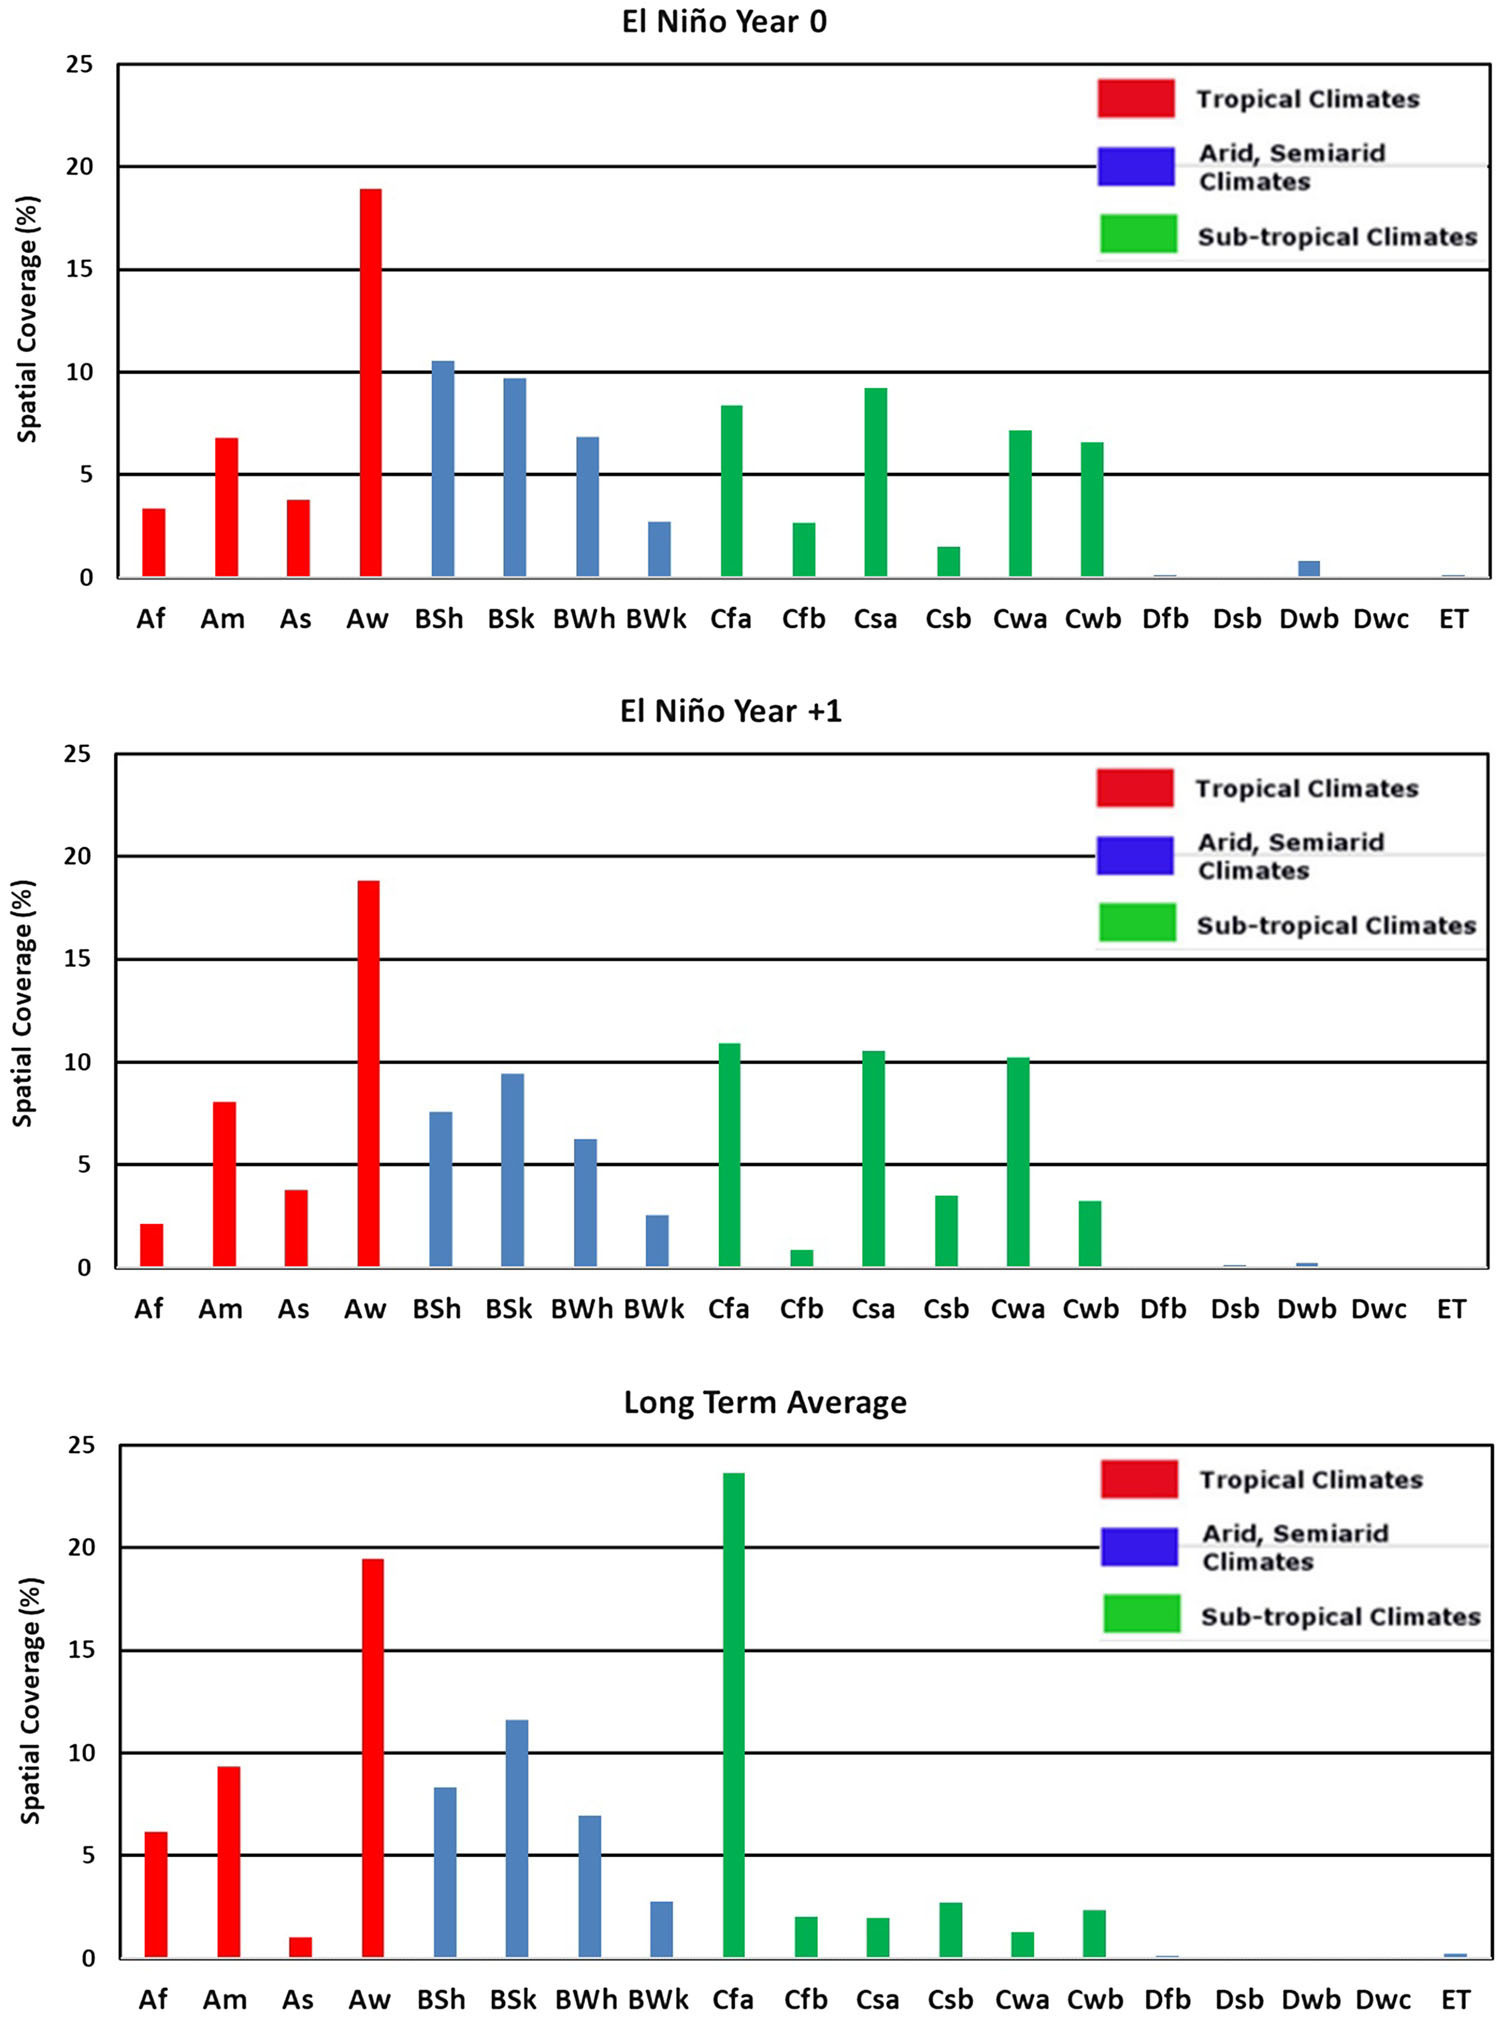 El Niño Year 0
25
20
15
10
5
0
Spatial Coverage (%)
Tropical Climates
Arid, Semiarid
Climates
Sub-tropical Climates
Af Am As Aw BSh BSk BWh BWk Cfa Cfb Csa Csb Cwa Cwb Dfb Dsb Dwb Dwc ET
El Niño Year +1
25
20
15
10
5
0
Spatial Coverage (%)
Tropical Climates
Arid, Semiarid
Climates
Sub-tropical Climates
Af Am As Aw BSh BSk BWh BWk Cfa Cfb Csa Csb Cwa Cwb Dfb Dsb Dwb Dwc ET
Long Term Average
25
20
15
10
5
0
Spatial Coverage (%)
Tropical Climates
Arid, Semiarid
Climates
Sub-tropical Climates
Af Am As Aw BSh BSk BWh BWk Cfa Cfb Csa Csb Cwa Cwb Dfb Dsb Dwb Dwc ET